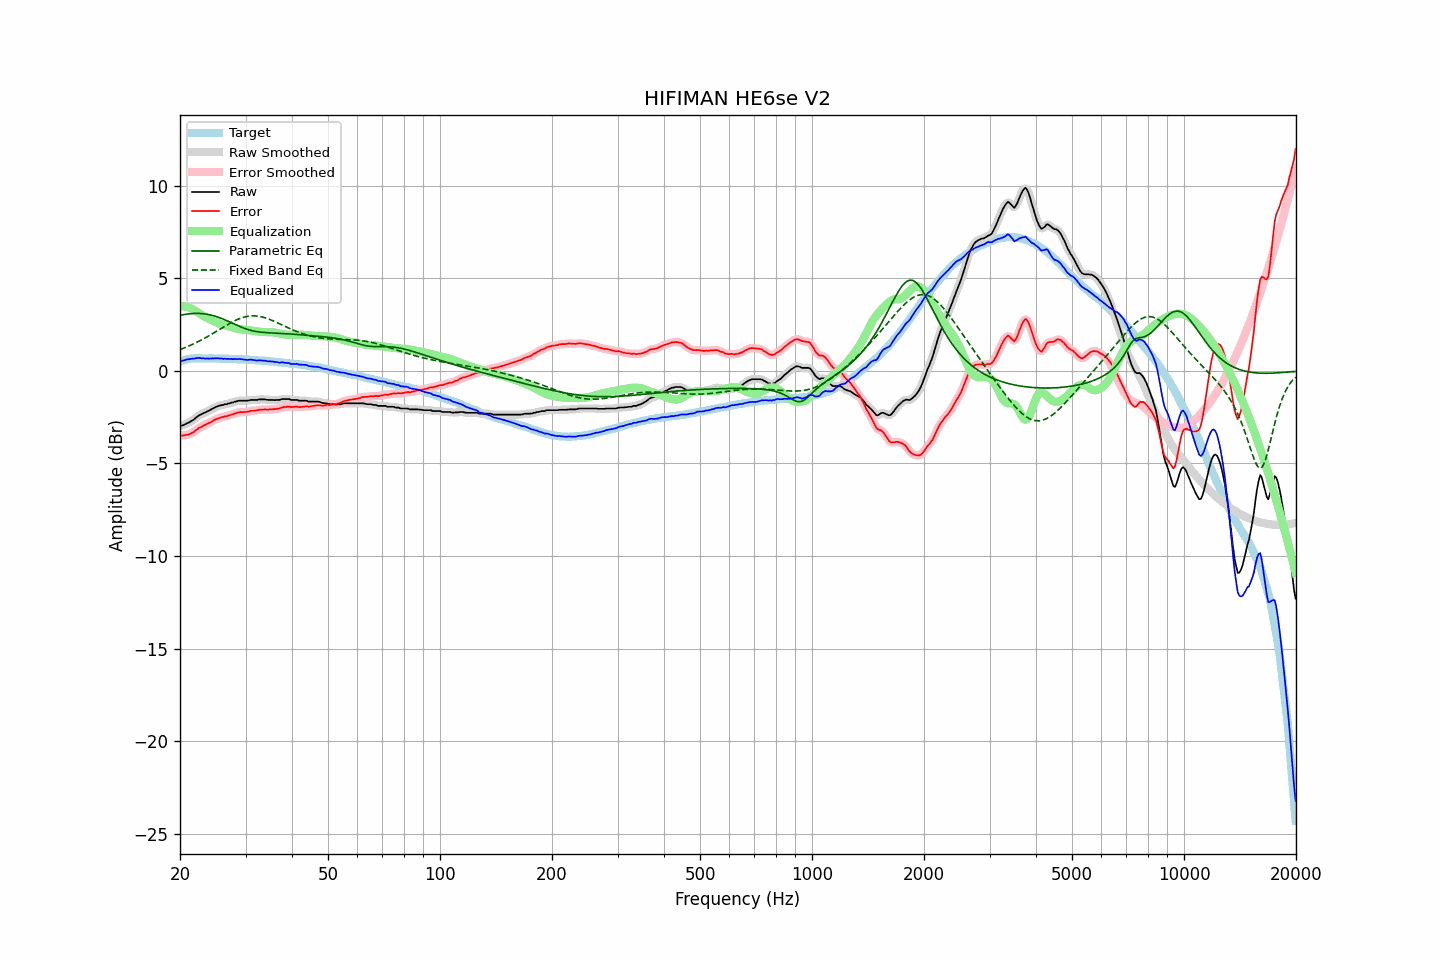 HIFIMAN HE6se V2
Target
Raw Smoothed
Error Smoothed
Raw
Error
Equalization
Parametric Eq
Fixed Band Eq
Equalized
Amplitude (dBr)
10
5
0
−5
−10
−15
−20
−25
20 50 100 200 500 1000 2000 5000 10000 20000
Frequency (Hz)